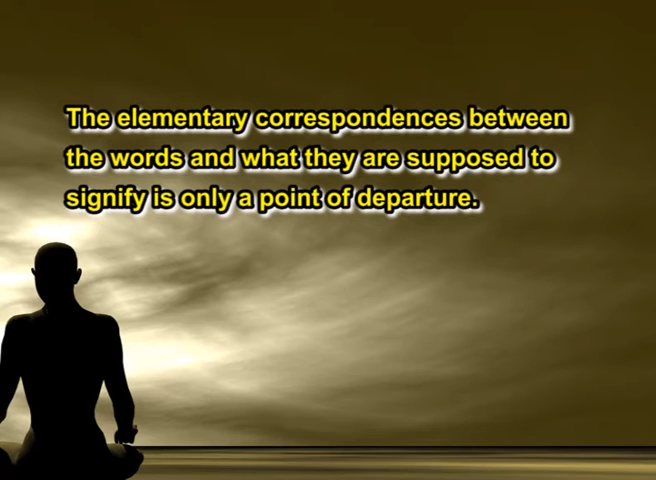 The elementary correspondences between
the words and what they are supposed to
signify is only a point of departure.